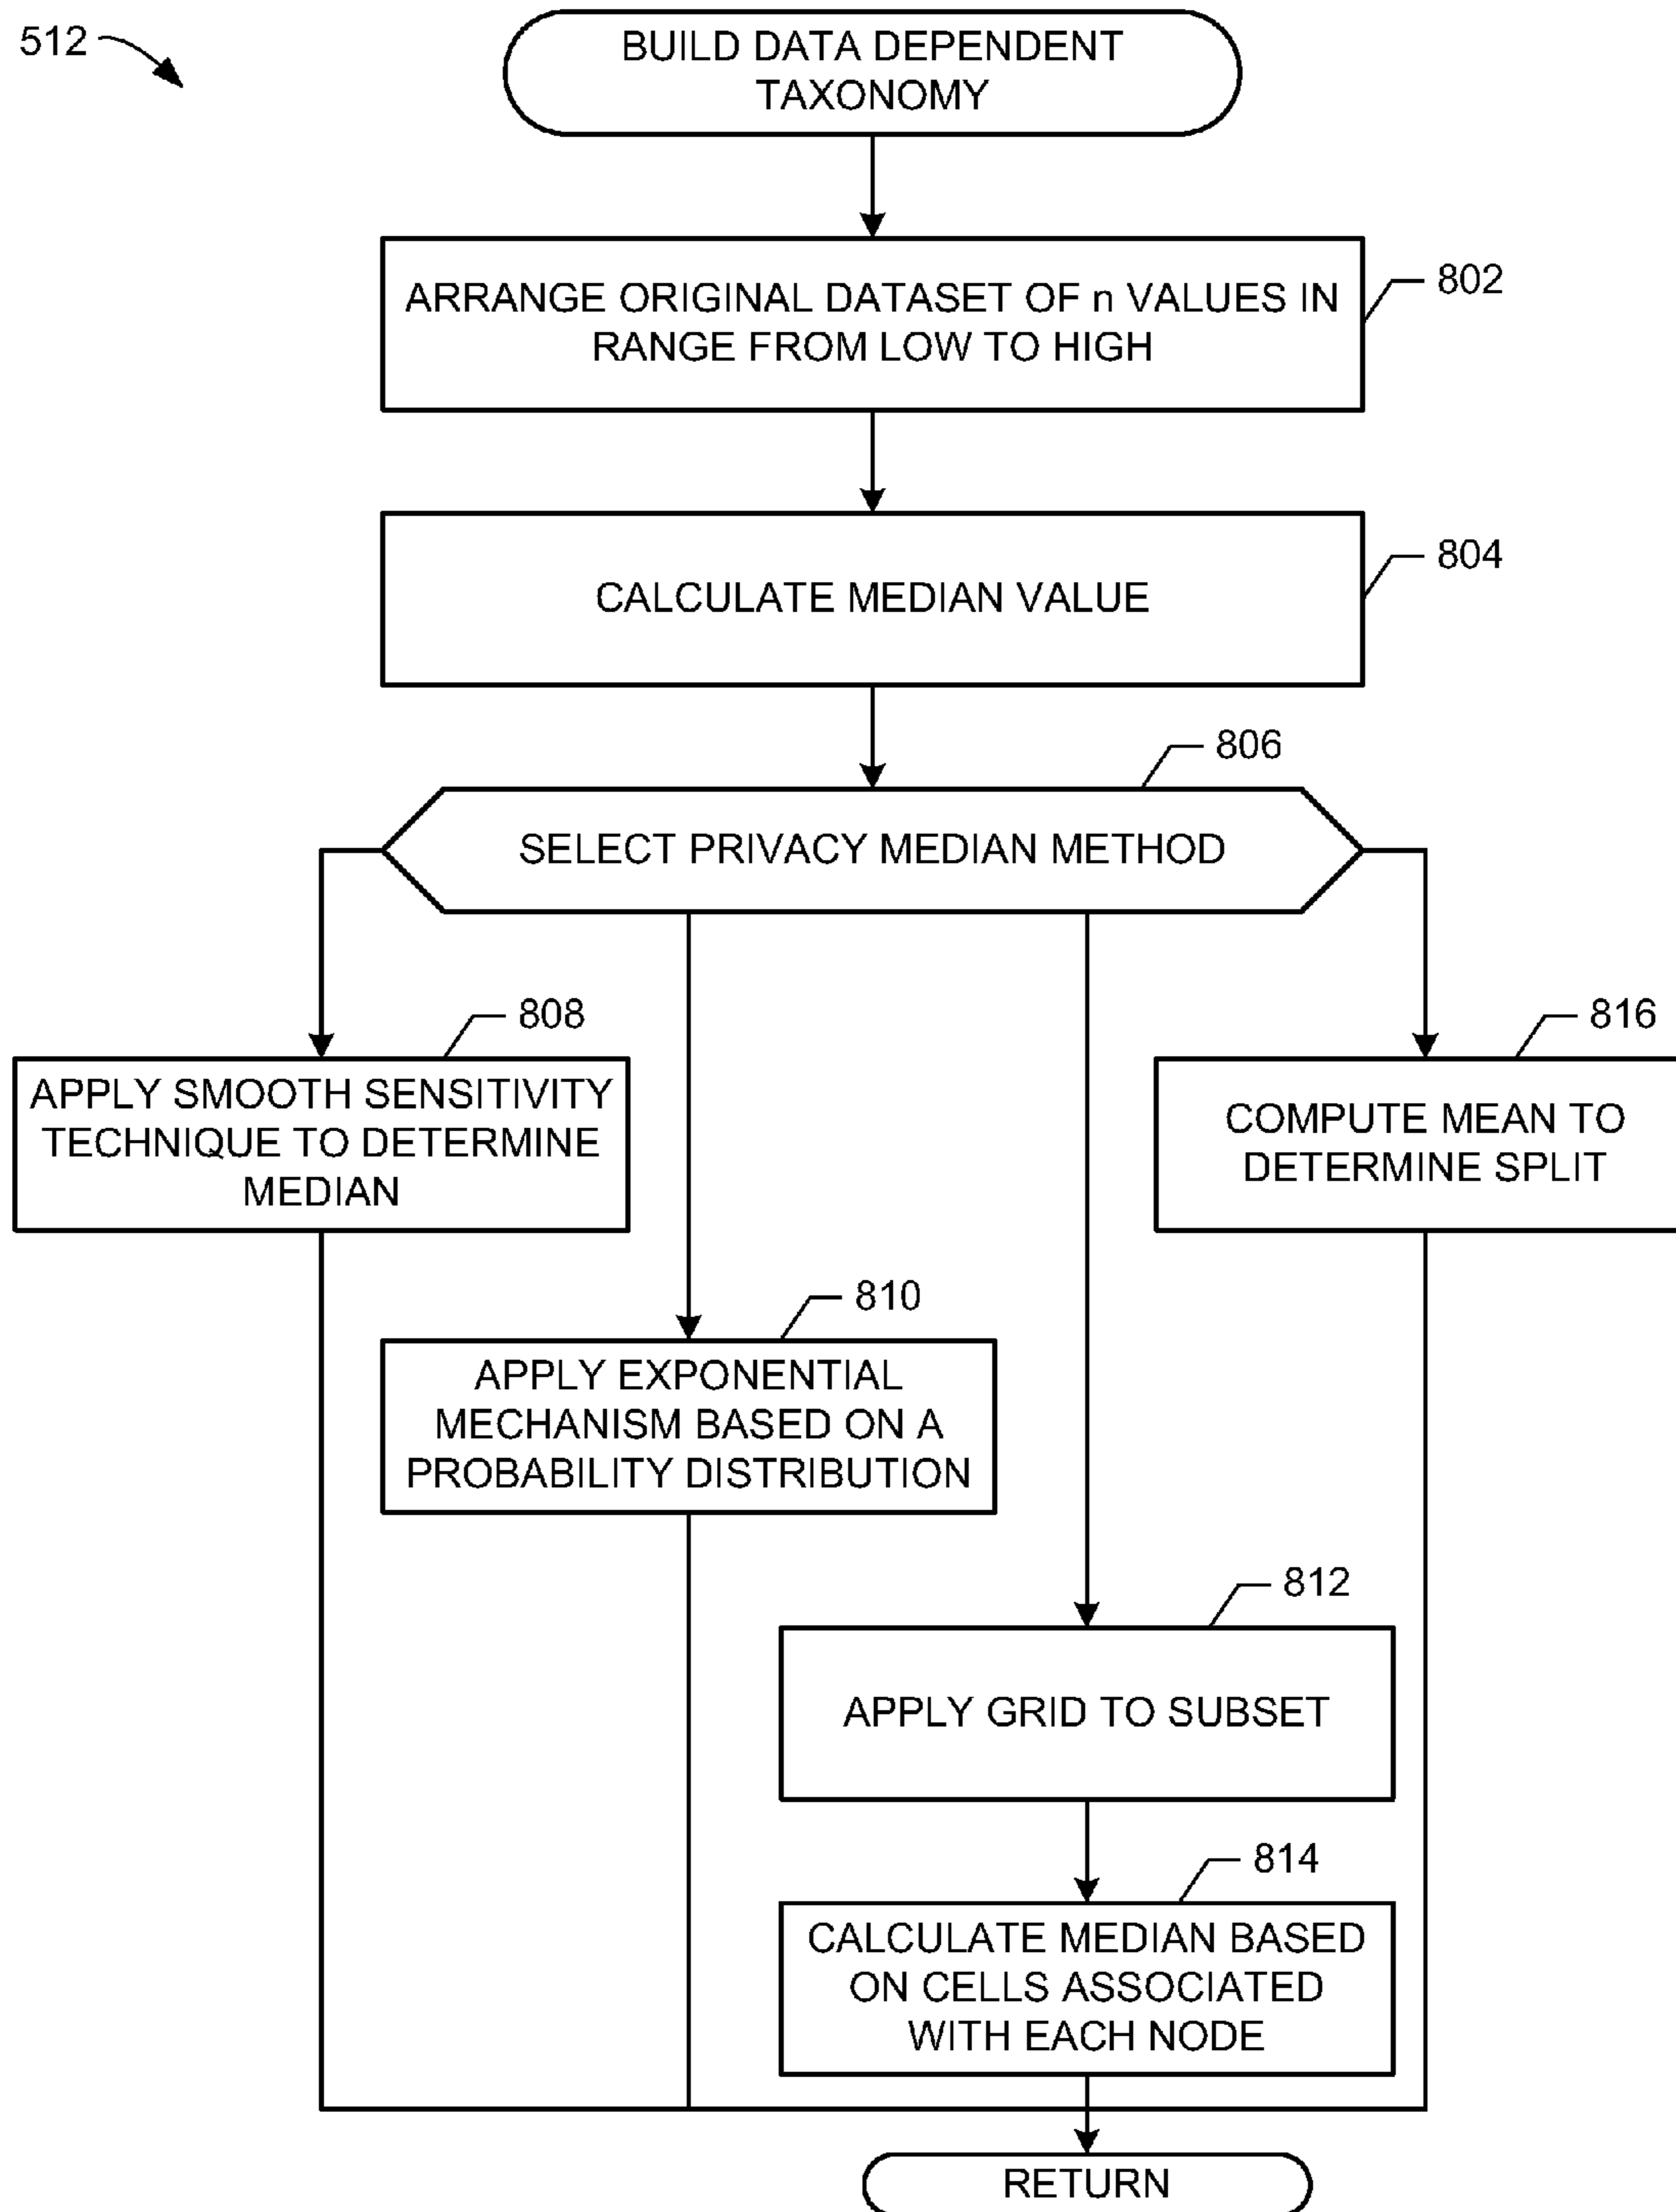 512
BUILD DATA DEPENDENT
TAXONOMY
ARRANGE ORIGINAL DATASET OF n VALUES IN
RANGE FROM LOW TO HIGH
802
CALCULATE MEDIAN VALUE
804
806
SELECT PRIVACY MEDIAN METHOD
808
APPLY SMOOTH SENSITIVITY
TECHNIQUE TO DETERMINE
MEDIAN
816
COMPUTE MEAN TO
DETERMINE SPLIT
810
APPLY EXPONENTIAL
MECHANISM BASED ON A
PROBABILITY DISTRIBUTION
812
APPLY GRID TO SUBSET
814
CALCULATE MEDIAN BASED
ON CELLS ASSOCIATED
WITH EACH NODE
RETURN